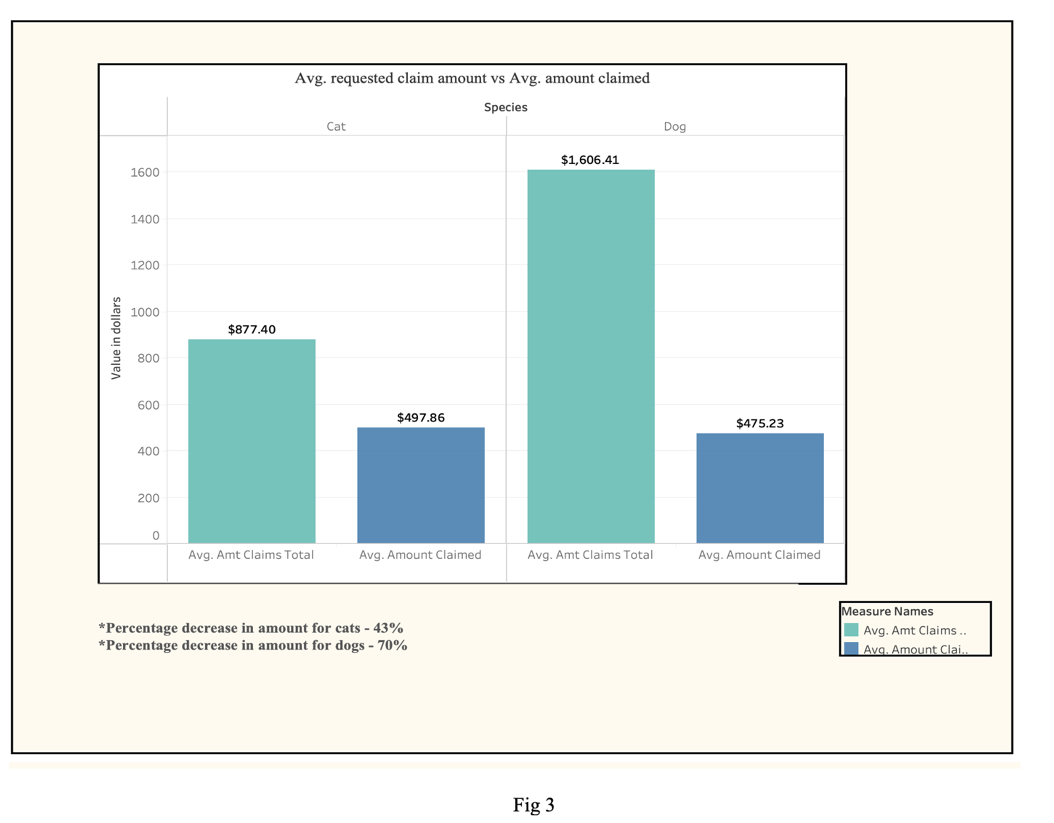 Avg. requested claim amount vs Avg. amount claimed
Species
Cat Dog
$1,606.41
1600
1400
1200
1000
$877.40
800
600
$497.86 $475.23
400
200
0
Value in dollars
Avg. Amt Claims Total Avg. Amount Claimed Avg. Amt Claims Total Avg. Amount Claimed
*Percentage decrease in amount for cats - 43%
*Percentage decrease in amount for dogs - 70%
Measure Names
Avg. Amt Claims ..
Avg. Amount Clai..
Fig 3